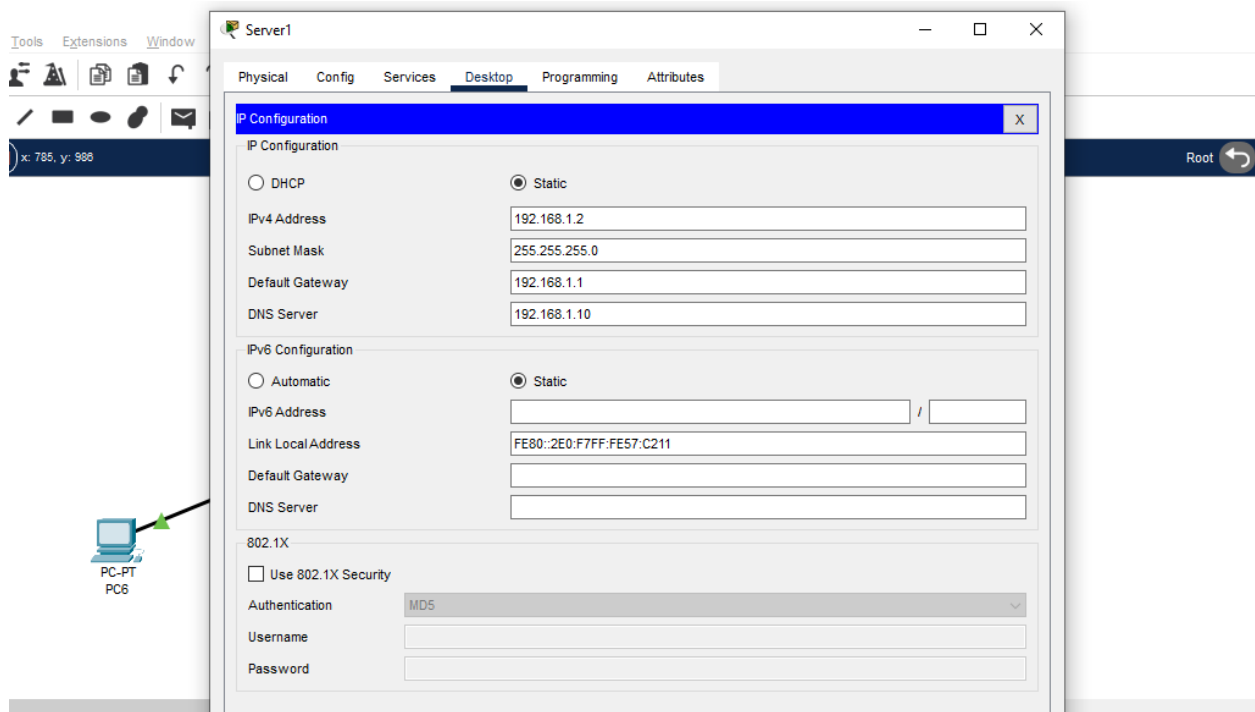 Server1
Tools Extensions Window
Physical Config Services Desktop Programming Attributes
IP Configuration X
x: 785, y: 986
Root
IP Configuration
DHCP Static
IPv4 Address 192.168.1.2
Subnet Mask 255.255.255.0
Default Gateway 192.168.1.1
DNS Server 192.168.1.10
IPv6 Configuration
Automatic Static
IPv6 Address /
Link Local Address FE80::2E0:F7FF:FE57:C211
Default Gateway
DNS Server
802.1X
Use 802.1X Security
Authentication MD5
Username
Password
PC-PT
PC6